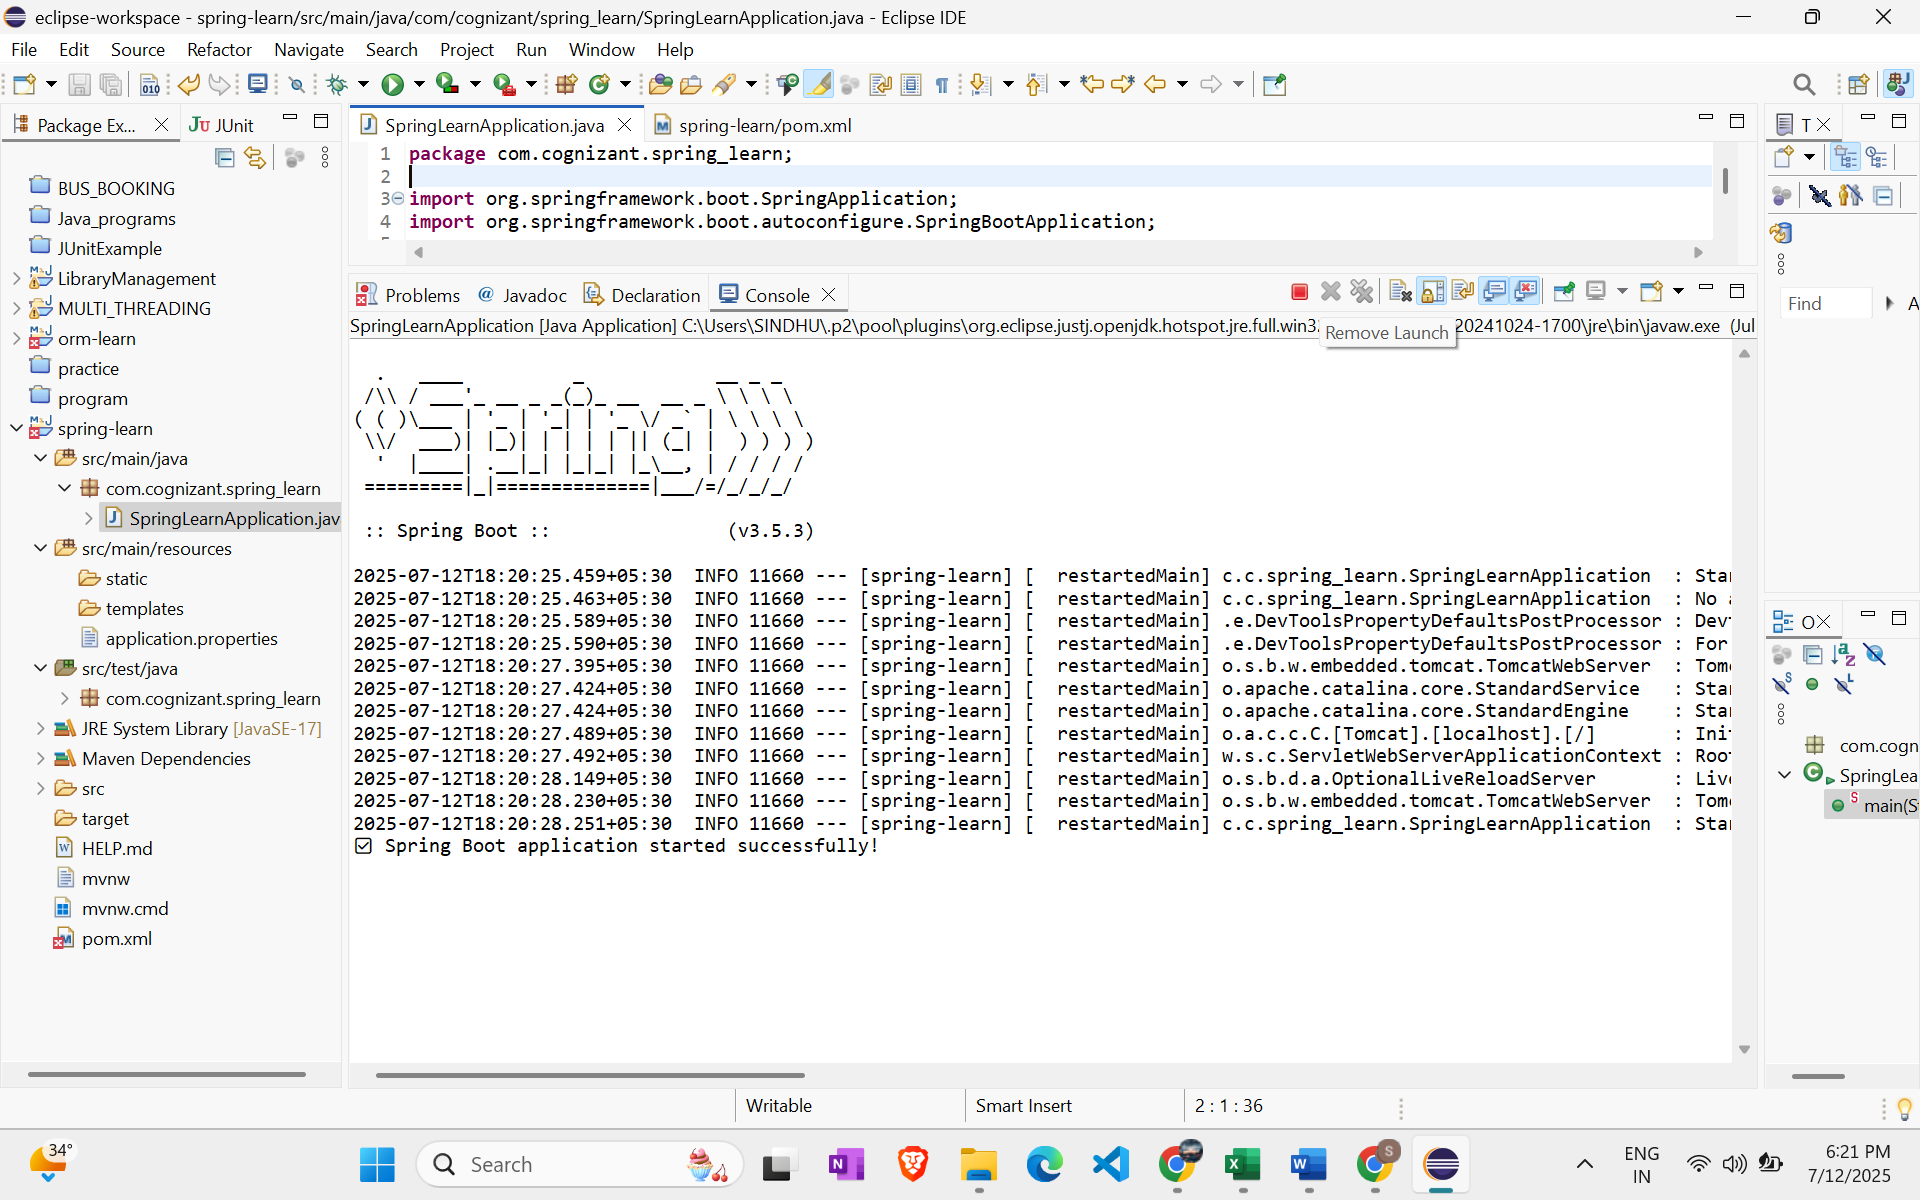 eclipse-workspace - spring-learn/src/main/java/com/cognizant/spring_learn/SpringLearnApplication.java - Eclipse IDE
File Edit Source Refactor Navigate Search Project Run Window Help
Package Ex... JUnit
BUS_BOOKING
Java_programs
JUnitExample
LibraryManagement
MULTI_THREADING
orm-learn
practice
program
spring-learn
src/main/java
com.cognizant.spring_learn
SpringLearnApplication.jav
src/main/resources
static
templates
application.properties
src/test/java
com.cognizant.spring_learn
JRE System Library [JavaSE-17]
Maven Dependencies
src
target
HELP.md
mvnw
mvnw.cmd
pom.xml
SpringLearnApplication.java spring-learn/pom.xml
1 package com.cognizant.spring_learn;
2
3 import org.springframework.boot.SpringApplication;
4 import org.springframework.boot.autoconfigure.SpringBootApplication;
Problems @ Javadoc Declaration Console
SpringLearnApplication [Java Application] C:\Users\SINDHU\.p2\pool\plugins\org.eclipse.justj.openjdk.hotspot.jre.full.win3 20241024-1700\jre\bin\javaw.exe (Jul
Remove Launch
Spring
:: Spring Boot :: (v3.5.3)
2025-07-12T18:20:25.459+05:30 INFO 11660 --- [spring-learn] [ restartedMain] c.c.spring_learn.SpringLearnApplication : Sta
2025-07-12T18:20:25.463+05:30 INFO 11660 --- [spring-learn] [ restartedMain] c.c.spring_learn.SpringLearnApplication : No
2025-07-12T18:20:25.589+05:30 INFO 11660 --- [spring-learn] [ restartedMain] .e.DevToolsPropertyDefaultsPostProcessor : Dev
2025-07-12T18:20:25.590+05:30 INFO 11660 --- [spring-learn] [ restartedMain] .e.DevToolsPropertyDefaultsPostProcessor : For
2025-07-12T18:20:27.395+05:30 INFO 11660 --- [spring-learn] [ restartedMain] o.s.b.w.embedded.tomcat.TomcatWebServer : Tom
2025-07-12T18:20:27.424+05:30 INFO 11660 --- [spring-learn] [ restartedMain] o.apache.catalina.core.StandardService : Sta
2025-07-12T18:20:27.424+05:30 INFO 11660 --- [spring-learn] [ restartedMain] o.apache.catalina.core.StandardEngine : Sta
2025-07-12T18:20:27.489+05:30 INFO 11660 --- [spring-learn] [ restartedMain] o.a.c.c.C.[Tomcat].[localhost].[/] : Ini
2025-07-12T18:20:27.492+05:30 INFO 11660 --- [spring-learn] [ restartedMain] w.s.c.ServletWebServerApplicationContext : Roo
2025-07-12T18:20:28.149+05:30 INFO 11660 --- [spring-learn] [ restartedMain] o.s.b.d.a.OptionalLiveReloadServer : Liv
2025-07-12T18:20:28.230+05:30 INFO 11660 --- [spring-learn] [ restartedMain] o.s.b.w.embedded.tomcat.TomcatWebServer : Tom
2025-07-12T18:20:28.251+05:30 INFO 11660 --- [spring-learn] [ restartedMain] c.c.spring_learn.SpringLearnApplication : Sta
☑ Spring Boot application started successfully!
T
Find A
O
com.cogn
SpringLea
main(S
Writable Smart Insert 2 : 1 : 36
34°
Search
ENG
IN
6:21 PM
7/12/2025